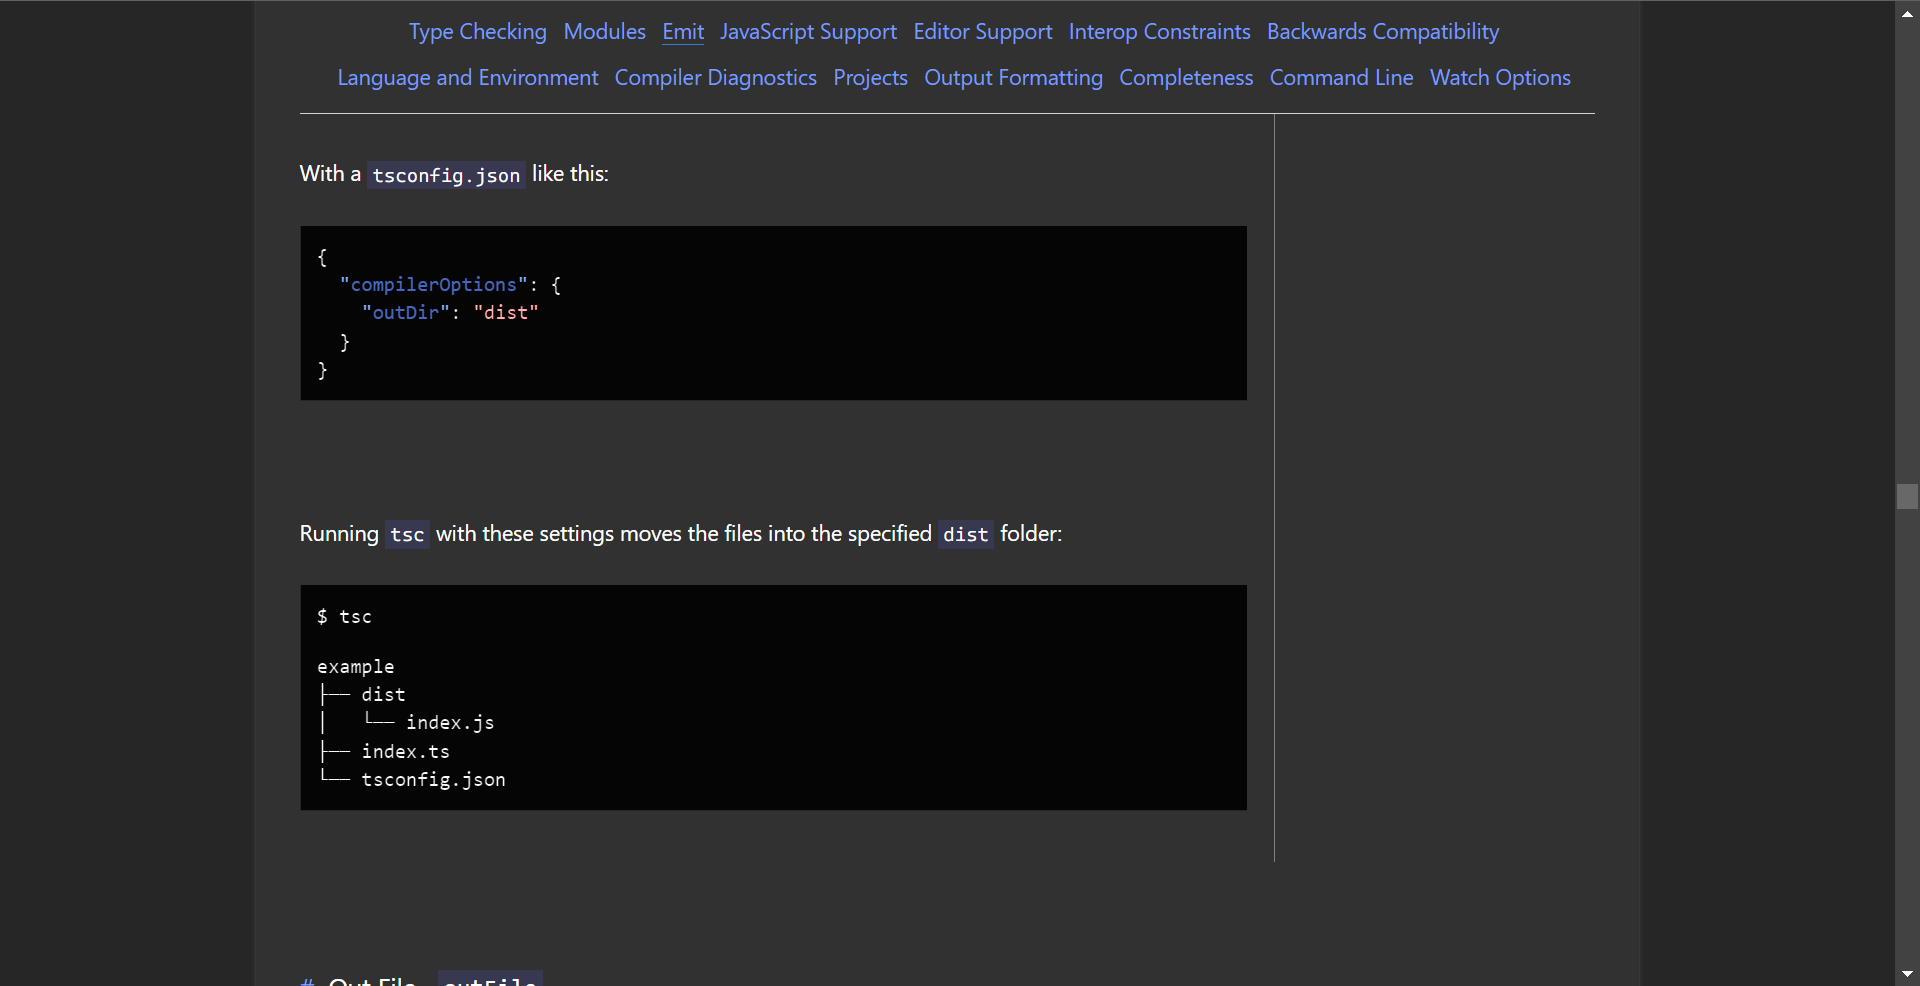 Type Checking Modules Emit JavaScript Support Editor Support Interop Constraints Backwards Compatibility
Language and Environment Compiler Diagnostics Projects Output Formatting Completeness Command Line Watch Options
With a tsconfig.json like this:
{
  "compilerOptions": {
    "outDir": "dist"
  }
}
Running tsc with these settings moves the files into the specified dist folder:
$ tsc
example
├── dist
│   └── index.js
├── index.ts
└── tsconfig.json
# Out File - outFile